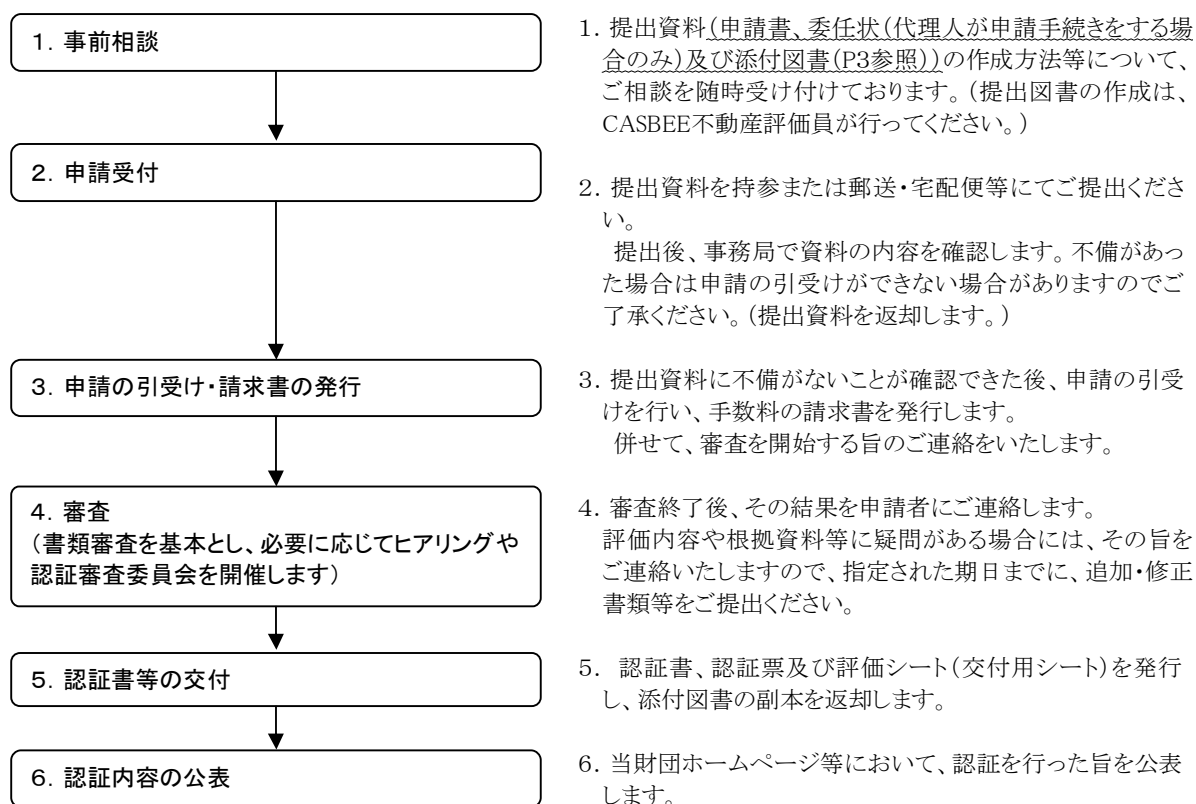 １．事前相談
２．申請受付
３．申請の引受け・請求書の発行
４．審査
（書類審査を基本とし、必要に応じてヒアリングや
認証審査委員会を開催します）
５．認証書等の交付
６．認証内容の公表
１．提出資料（申請書、委任状（代理人が申請手続きをする場
合のみ）及び添付図書（P3参照））の作成方法等について、
ご相談を随時受け付けております。（提出図書の作成は、
CASBEE不動産評価員が行ってください。）
２．提出資料を持参または郵送・宅配便等にてご提出くださ
い。
提出後、事務局で資料の内容を確認します。不備があっ
た場合は申請の引受けができない場合がありますのでご
了承ください。（提出資料を返却します。）
３．提出資料に不備がないことが確認できた後、申請の引受
けを行い、手数料の請求書を発行します。
併せて、審査を開始する旨のご連絡をいたします。
４．審査終了後、その結果を申請者にご連絡します。
評価内容や根拠資料等に疑問がある場合には、その旨を
ご連絡いたしますので、指定された期日までに、追加・修正
書類等をご提出ください。
５． 認証書、認証票及び評価シート（交付用シート）を発行
し、添付図書の副本を返却します。
６．当財団ホームページ等において、認証を行った旨を公表
します。